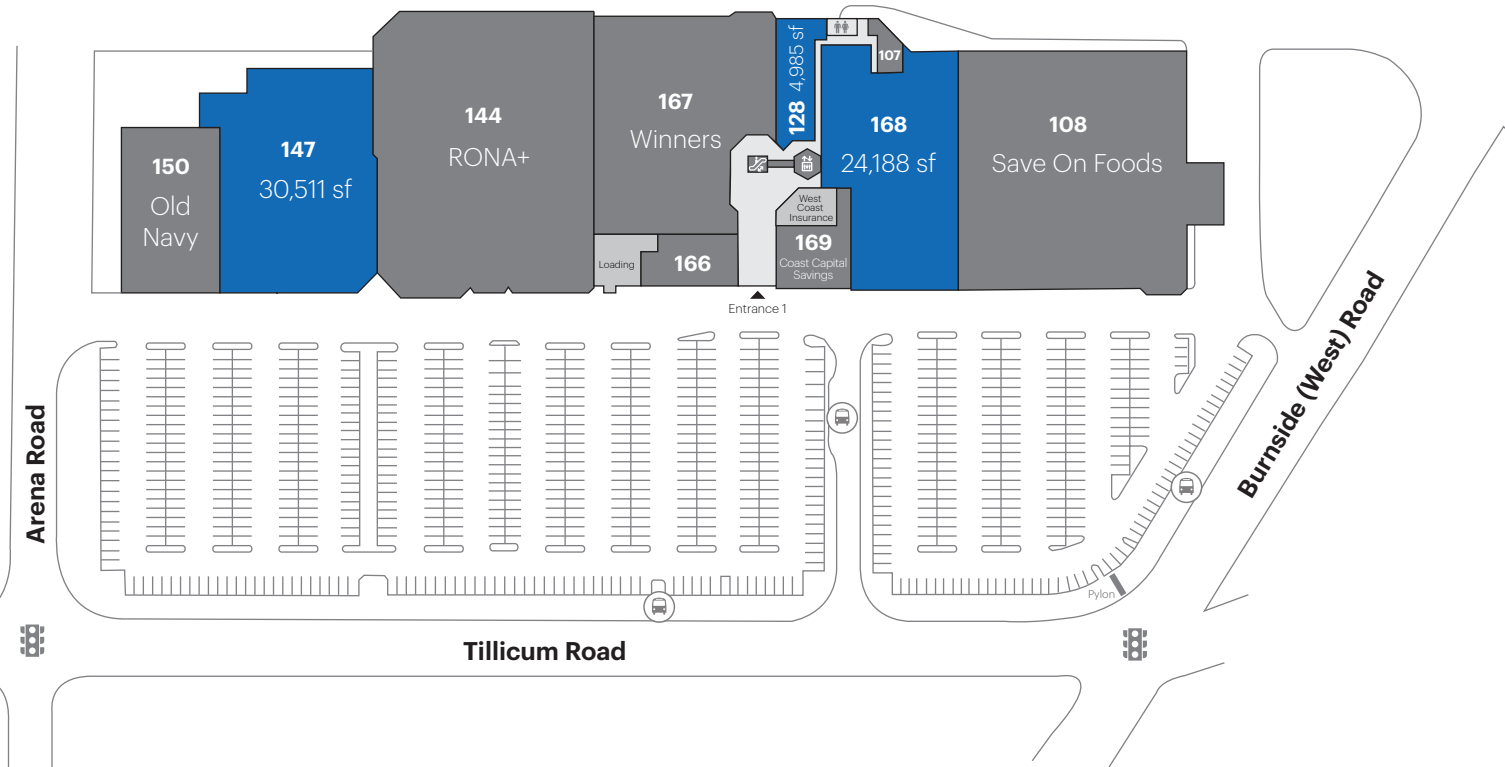 150
Old
Navy
147
30,511 sf
144
RONA+
167
Winners
Loading
166
128 4,985 sf
107
168
24,188 sf
West
Coast
Insurance
169
Coast Capital
Savings
108
Save On Foods
Entrance 1
Arena Road
Burnside (West) Road
Pylon
Tillicum Road